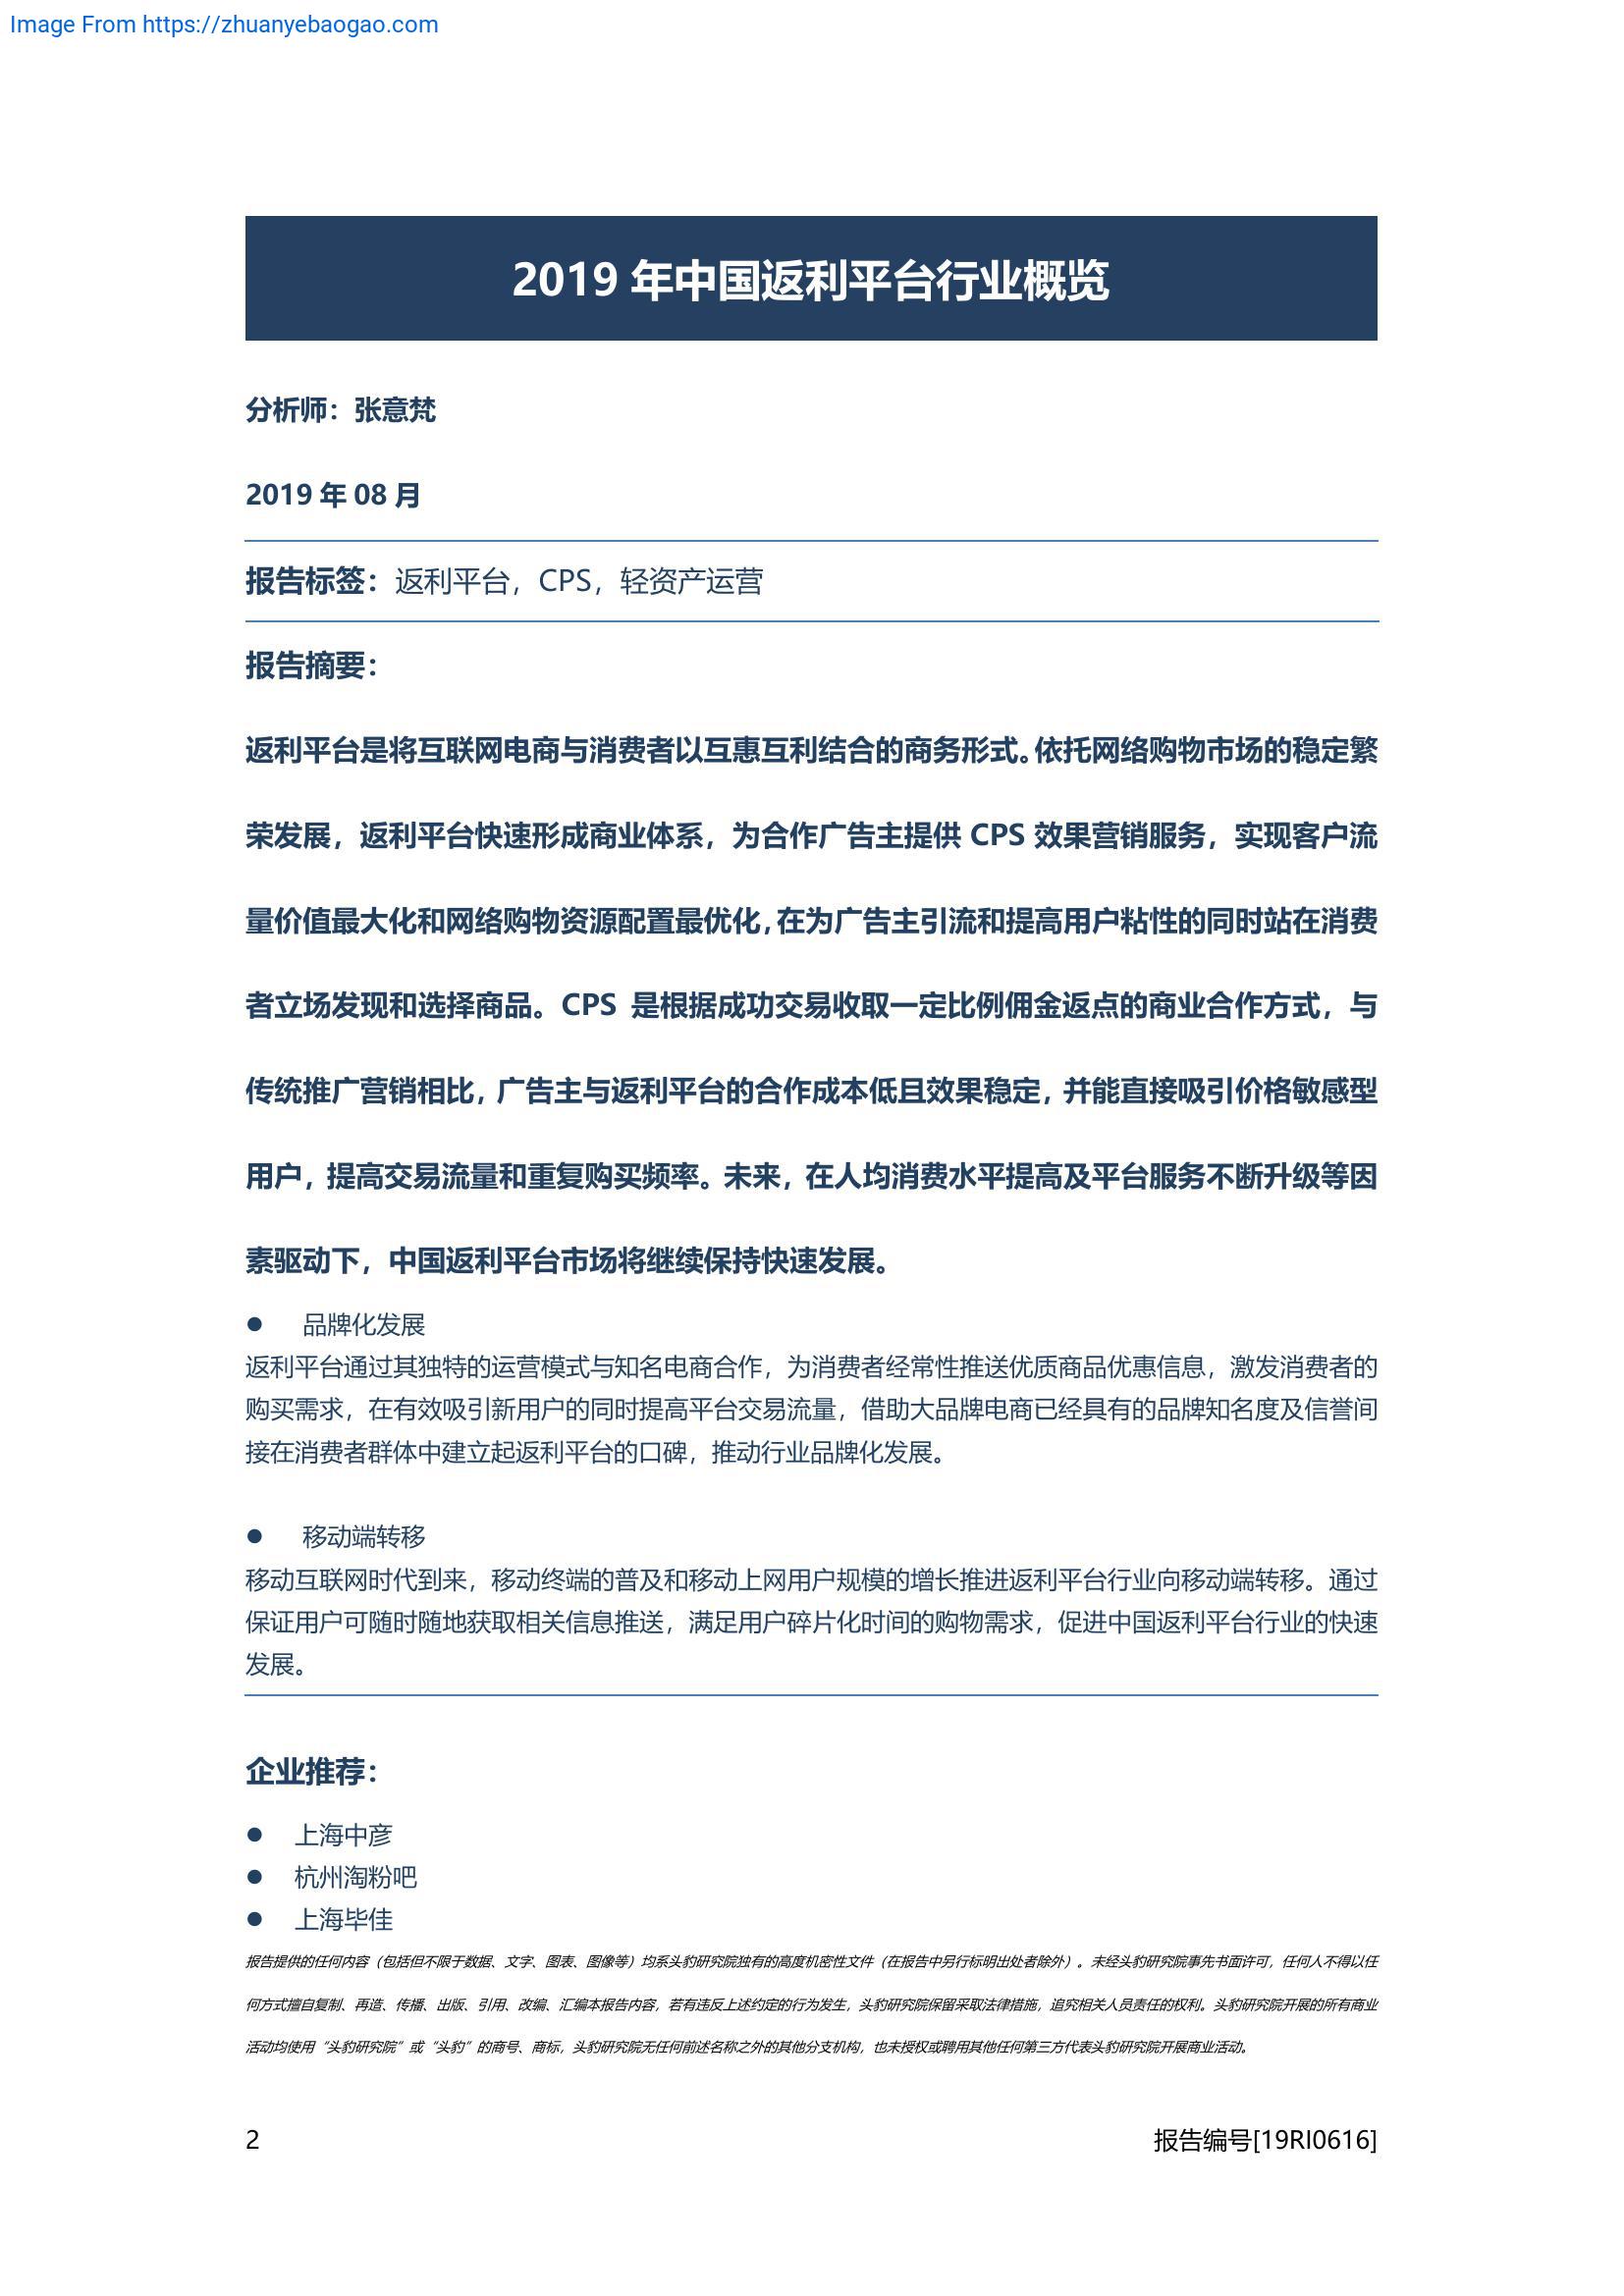 Image From https://zhuanyebaogao.com
2019 年中国返利平台行业概览
分析师：张意梵
2019 年 08 月
报告标签：返利平台，CPS，轻资产运营
报告摘要：
返利平台是将互联网电商与消费者以互惠互利结合的商务形式。依托网络购物市场的稳定繁
荣发展，返利平台快速形成商业体系，为合作广告主提供 CPS 效果营销服务，实现客户流
量价值最大化和网络购物资源配置最优化，在为广告主引流和提高用户粘性的同时站在消费
者立场发现和选择商品。CPS 是根据成功交易收取一定比例佣金返点的商业合作方式，与
传统推广营销相比，广告主与返利平台的合作成本低且效果稳定，并能直接吸引价格敏感型
用户，提高交易流量和重复购买频率。未来，在人均消费水平提高及平台服务不断升级等因
素驱动下，中国返利平台市场将继续保持快速发展。
● 品牌化发展
返利平台通过其独特的运营模式与知名电商合作，为消费者经常性推送优质商品优惠信息，激发消费者的
购买需求，在有效吸引新用户的同时提高平台交易流量，借助大品牌电商已经具有的品牌知名度及信誉间
接在消费者群体中建立起返利平台的口碑，推动行业品牌化发展。
● 移动端转移
移动互联网时代到来，移动终端的普及和移动上网用户规模的增长推进返利平台行业向移动端转移。通过
保证用户可随时随地获取相关信息推送，满足用户碎片化时间的购物需求，促进中国返利平台行业的快速
发展。
企业推荐：
● 上海中彦
● 杭州淘粉吧
● 上海毕佳
报告提供的任何内容（包括但不限于数据、文字、图表、图像等）均系头豹研究院独有的高度机密性文件（在报告中另行标明出处者除外）。未经头豹研究院事先书面许可，任何人不得以任
何方式擅自复制、再造、传播、出版、引用、改编、汇编本报告内容，若有违反上述约定的行为发生，头豹研究院保留采取法律措施，追究相关人员责任的权利。头豹研究院开展的所有商业
活动均使用“头豹研究院”或“头豹”的商号、商标，头豹研究院无任何前述名称之外的其他分支机构，也未授权或聘用其他任何第三方代表头豹研究院开展商业活动。
2
报告编号[19RI0616]